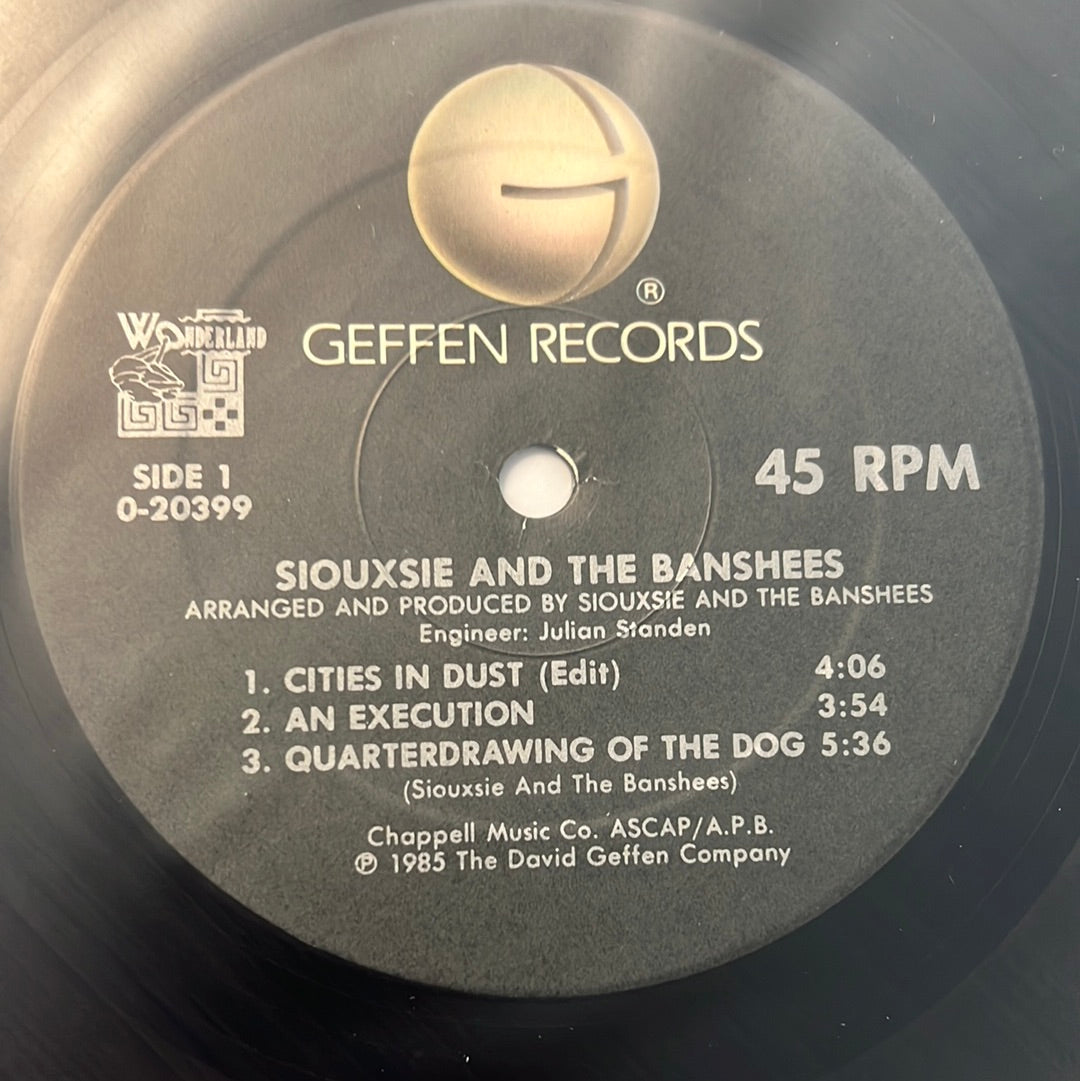 ®
GEFFEN RECORDS
WONDERLAND
SIDE 1
0-20399
45 RPM
SIOUXSIE AND THE BANSHEES
ARRANGED AND PRODUCED BY SIOUXSIE AND THE BANSHEES
Engineer: Julian Standen
1. CITIES IN DUST (Edit) 4:06
2. AN EXECUTION 3:54
3. QUARTERDRAWING OF THE DOG 5:36
(Siouxsie And The Banshees)
Chappell Music Co. ASCAP/A.P.B.
℗ 1985 The David Geffen Company